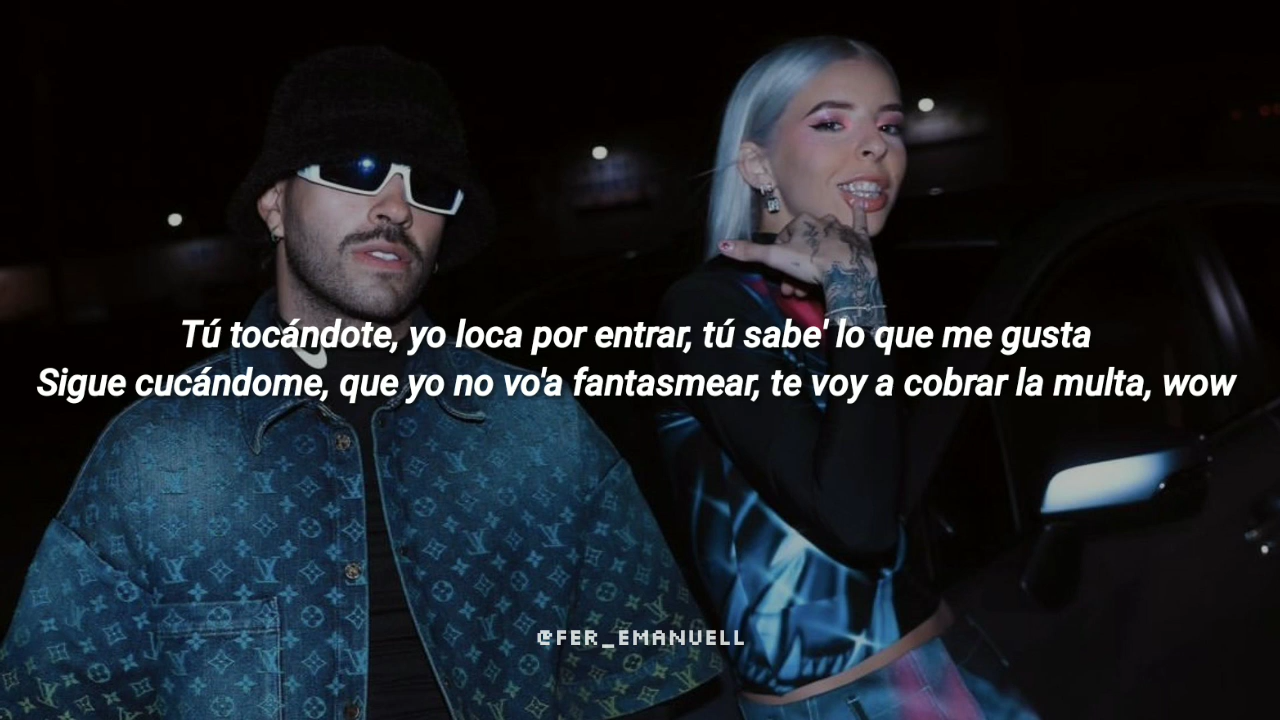 Tú tocándote, yo loca por entrar, tú sabe' lo que me gusta
Sigue cucándome, que yo no vo'a fantasmear, te voy a cobrar la multa, wow
@FER_EMANUELL